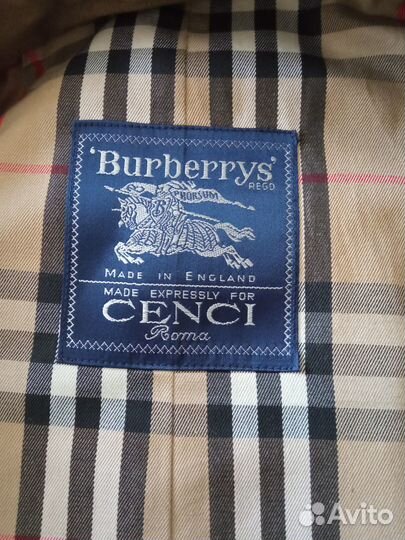 'Burberrys'
REGD
PRORSUM
MADE IN ENGLAND
MADE EXPRESSLY FOR
CENCI
Roma
Avito